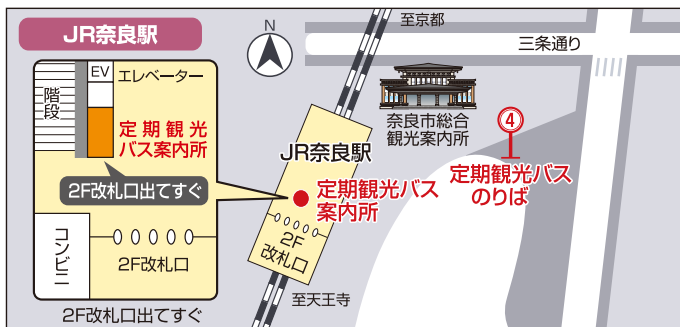 JR奈良駅
EV
エレベーター
階段
定期観光
バス案内所
2F改札口出てすぐ
コンビニ
2F改札口
2F改札口出てすぐ
N
至京都
三条通り
奈良市総合
観光案内所
JR奈良駅
定期観光バス
案内所
2F
改札口
至天王寺
4
定期観光バス
のりば